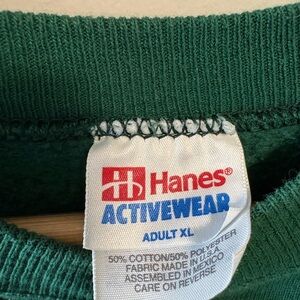 Hanes®
ACTIVEWEAR
ADULT XL
50% COTTON/50% POLYESTER
FABRIC MADE IN U.S.A.
ASSEMBLED IN MEXICO
CARE ON REVERSE